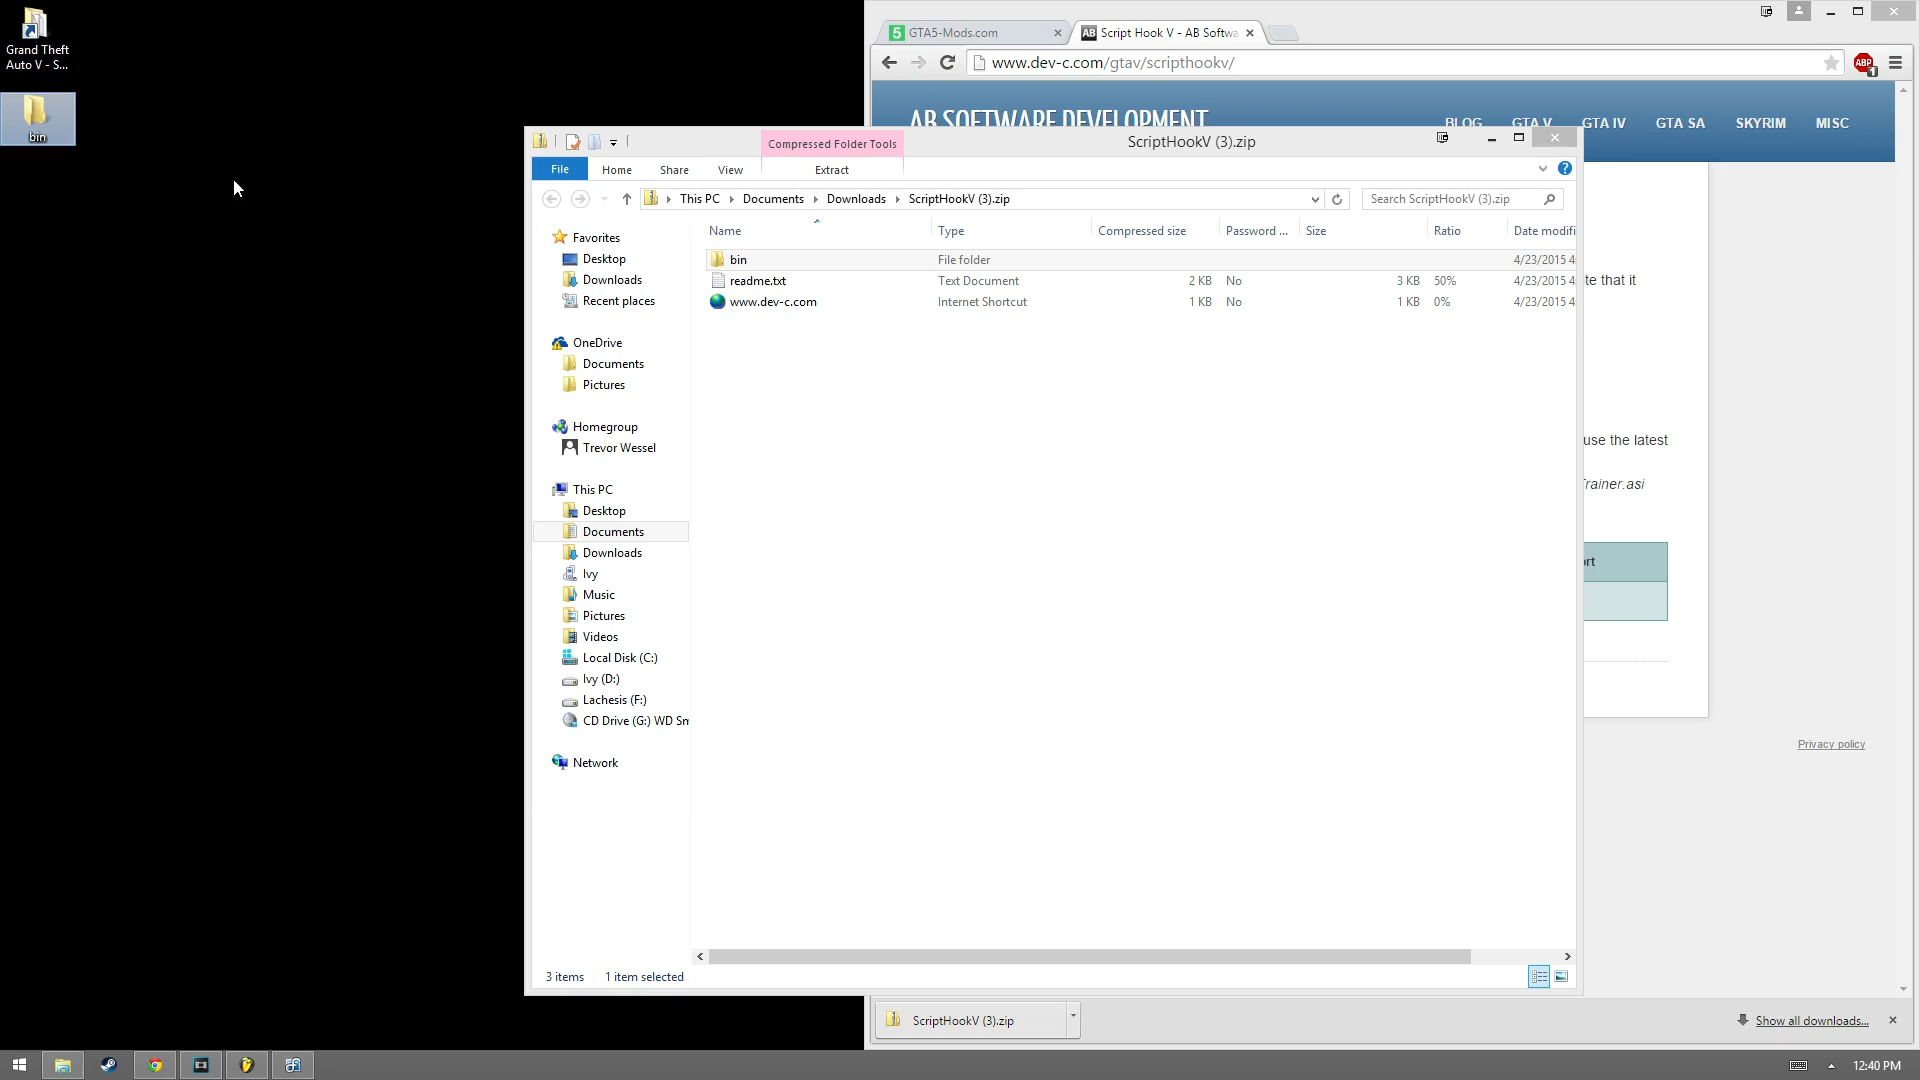 Grand Theft
Auto V - S...
bin
GTA5-Mods.com
Script Hook V - AB Softwa
www.dev-c.com/gtav/scripthookv/
ABP
1
AB SOFTWARE DEVELOPMENT
BLOG
GTA V
GTA IV
GTA SA
SKYRIM
MISC
Compressed Folder Tools
ScriptHookV (3).zip
File
Home
Share
View
Extract
This PC
Documents
Downloads
ScriptHookV (3).zip
Search ScriptHookV (3).zip
Name
Type
Compressed size
Password ...
Size
Ratio
Date modifi
bin
File folder
4/23/2015 4:
readme.txt
Text Document
2 KB
No
3 KB
50%
4/23/2015 4:
www.dev-c.com
Internet Shortcut
1 KB
No
1 KB
0%
4/23/2015 4:
Favorites
Desktop
Downloads
Recent places
OneDrive
Documents
Pictures
Homegroup
Trevor Wessel
This PC
Desktop
Documents
Downloads
Ivy
Music
Pictures
Videos
Local Disk (C:)
Ivy (D:)
Lachesis (F:)
CD Drive (G:) WD Sm
Network
te that it
use the latest
Trainer.asi
ort
Privacy policy
3 items
1 item selected
ScriptHookV (3).zip
Show all downloads...
12:40 PM